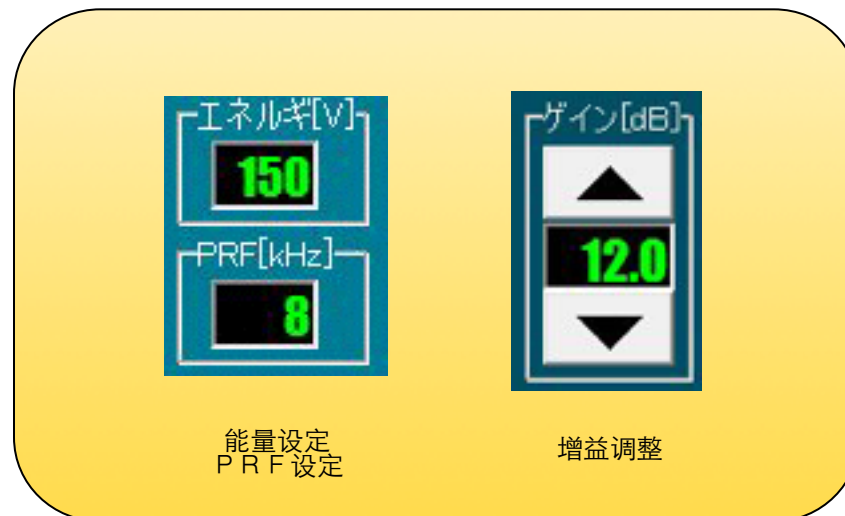 エネルギ[V]
150
PRF[kHz]
8
能量设定
ＰＲＦ设定
ゲイン[dB]
12.0
增益调整